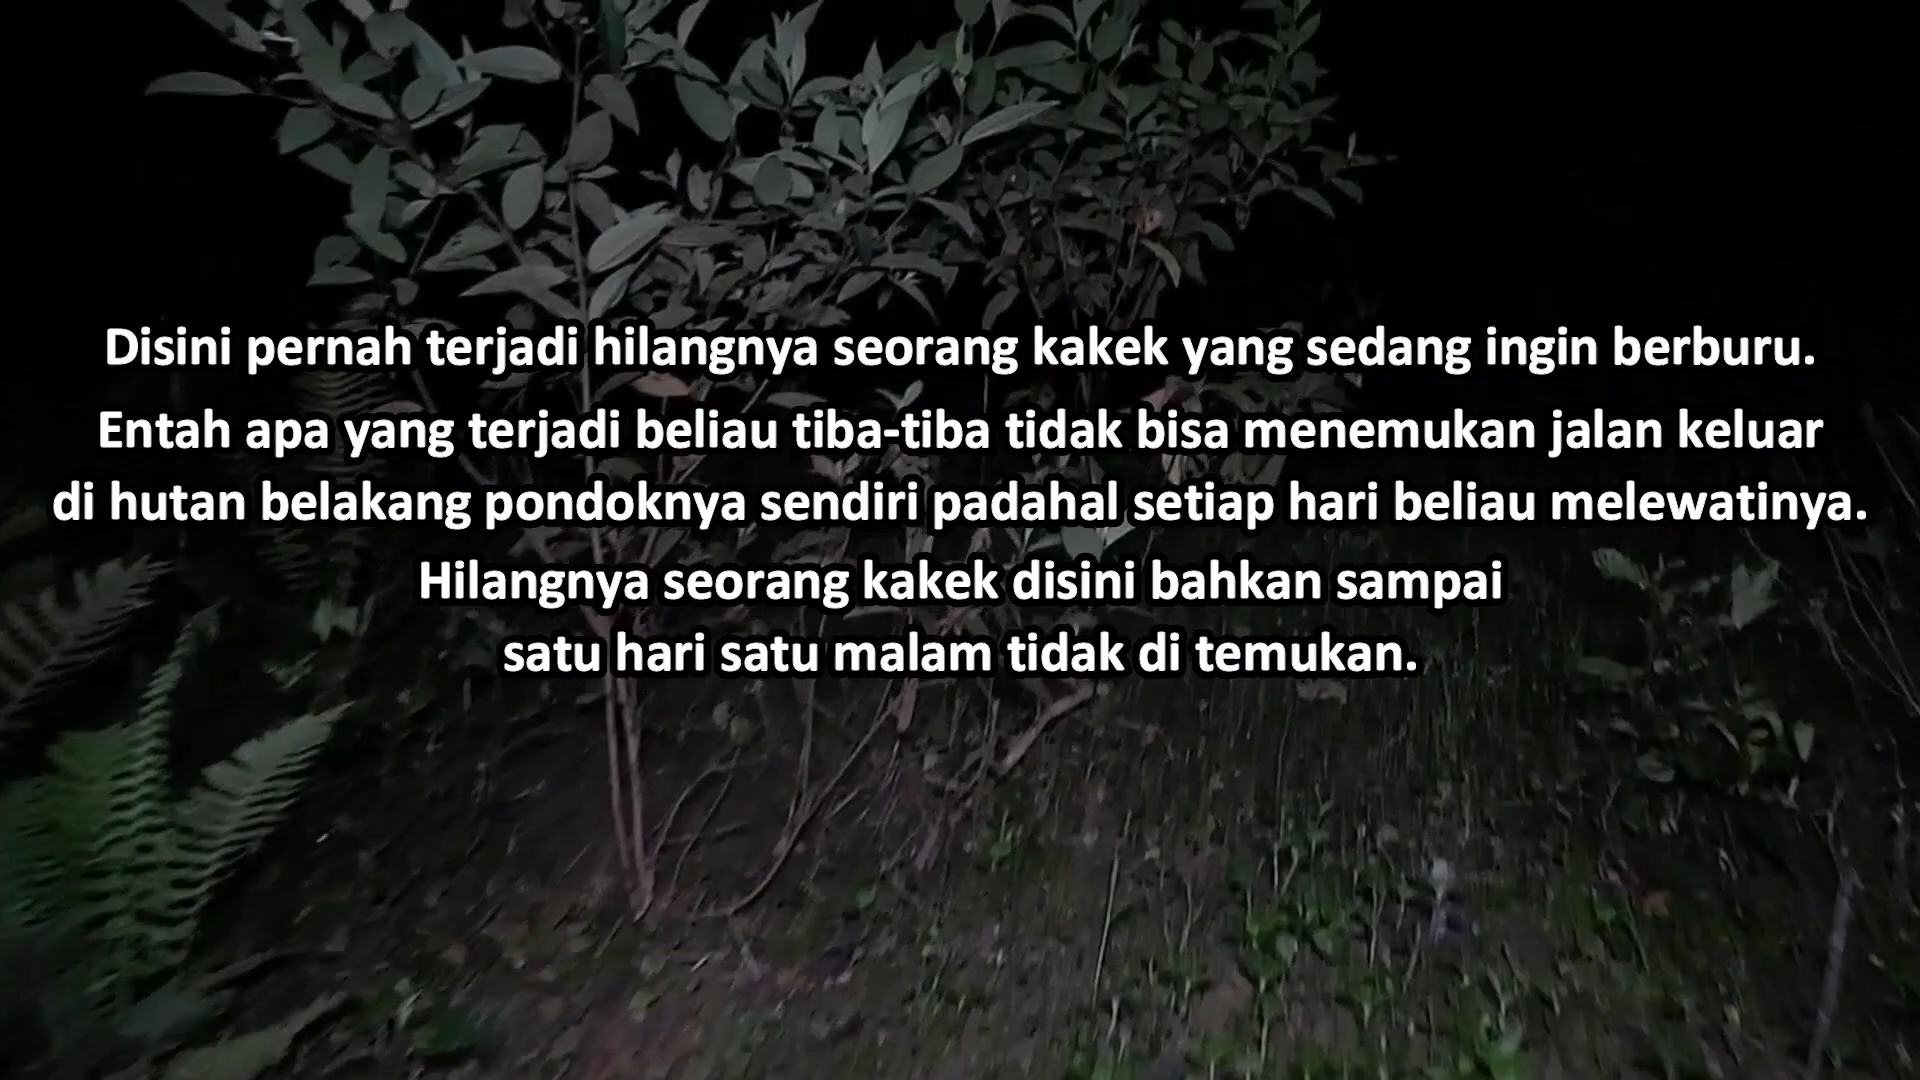 Disini pernah terjadi hilangnya seorang kakek yang sedang ingin berburu.
Entah apa yang terjadi beliau tiba-tiba tidak bisa menemukan jalan keluar
di hutan belakang pondoknya sendiri padahal setiap hari beliau melewatinya.
Hilangnya seorang kakek disini bahkan sampai
satu hari satu malam tidak di temukan.